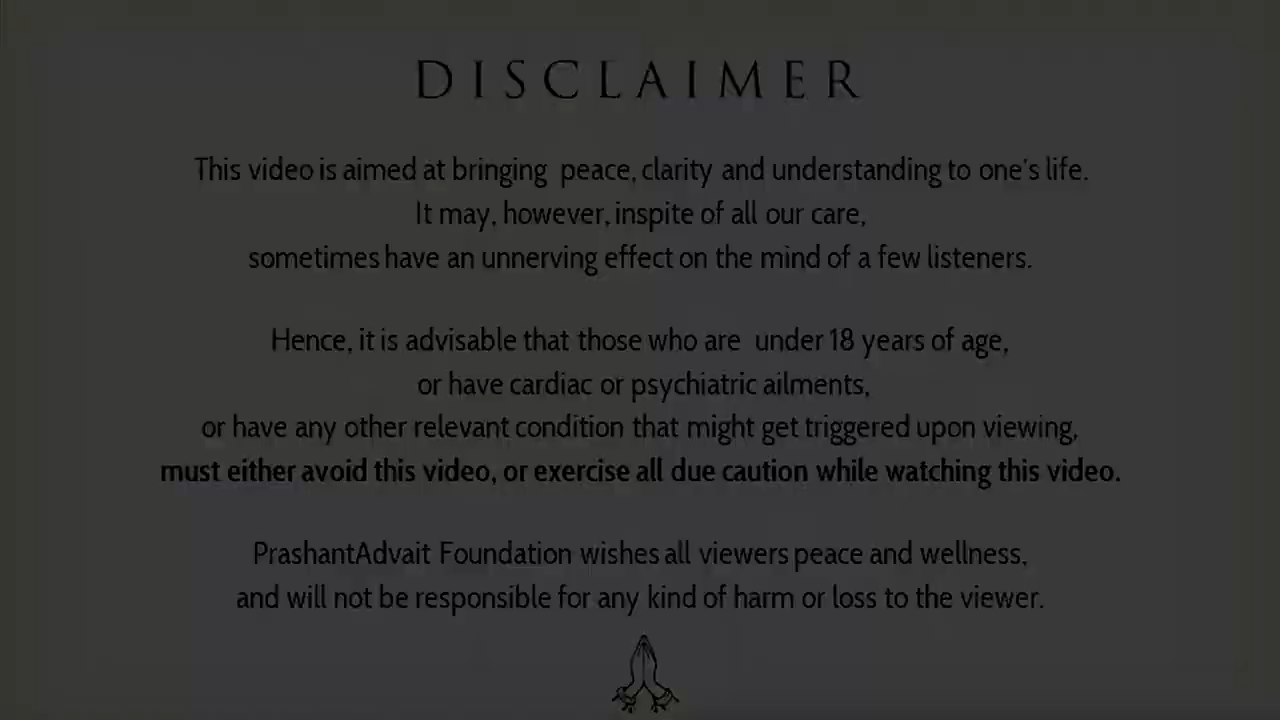 DISCLAIMER
This video is aimed at bringing peace, clarity and understanding to one's life.
It may, however, inspite of all our care,
sometimes have an unnerving effect on the mind of a few listeners.
Hence, it is advisable that those who are under 18 years of age,
or have cardiac or psychiatric ailments,
or have any other relevant condition that might get triggered upon viewing,
must either avoid this video, or exercise all due caution while watching this video.
PrashantAdvait Foundation wishes all viewers peace and wellness,
and will not be responsible for any kind of harm or loss to the viewer.